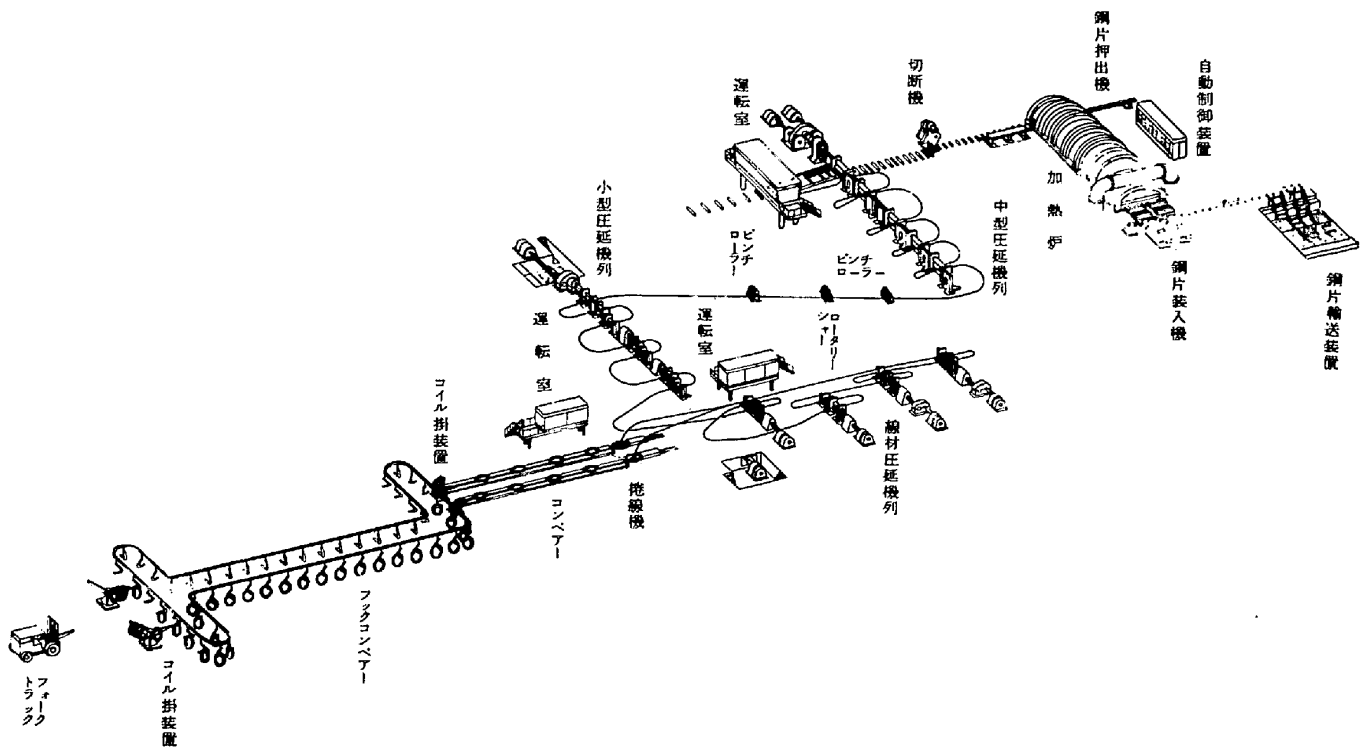 鋼片輸送装置
自動制御装置
鋼片装入機
鋼片押出機
加熱炉
中型圧延機列
切断機
ピンチ
ローラー
ロータリー
シャー
線材圧延機列
運転室
ピンチ
ローラー
運転室
捲線機
小型圧延機列
運転室
コンベアー
コイル掛装置
フックコンベアー
コイル掛装置
フォーク
トラック